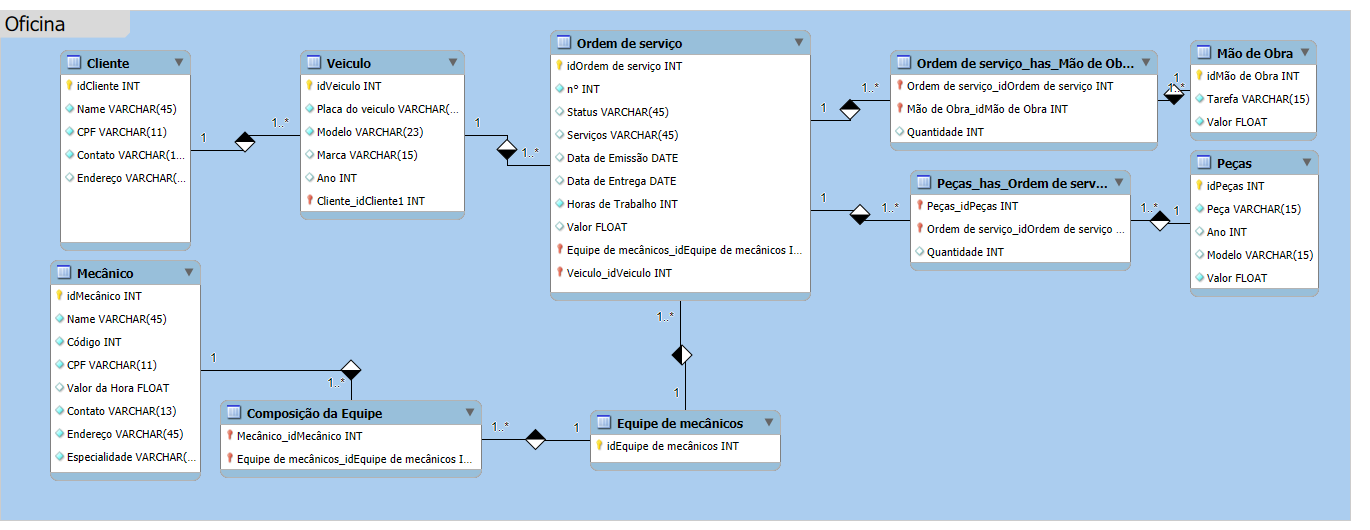 Oficina
Cliente
idCliente INT
Name VARCHAR(45)
CPF VARCHAR(11)
Contato VARCHAR(1...
Endereço VARCHAR(...
1
1..*
Veiculo
idVeiculo INT
Placa do veiculo VARCHAR(...
Modelo VARCHAR(23)
Marca VARCHAR(15)
Ano INT
Cliente_idCliente1 INT
1
1..*
Ordem de serviço
idOrdem de serviço INT
nº INT
Status VARCHAR(45)
Serviços VARCHAR(45)
Data de Emissão DATE
Data de Entrega DATE
Horas de Trabalho INT
Valor FLOAT
Equipe de mecânicos_idEquipe de mecânicos I...
Veiculo_idVeiculo INT
1
1..*
Ordem de serviço_has_Mão de Ob...
Ordem de serviço_idOrdem de serviço INT
Mão de Obra_idMão de Obra INT
Quantidade INT
1
1..*
Mão de Obra
idMão de Obra INT
Tarefa VARCHAR(15)
Valor FLOAT
1
1..*
Peças_has_Ordem de serv...
Peças_idPeças INT
Ordem de serviço_idOrdem de serviço ...
Quantidade INT
1..*
1
Peças
idPeças INT
Peça VARCHAR(15)
Ano INT
Modelo VARCHAR(15)
Valor FLOAT
Mecânico
idMecânico INT
Name VARCHAR(45)
Código INT
CPF VARCHAR(11)
Valor da Hora FLOAT
Contato VARCHAR(13)
Endereço VARCHAR(45)
Especialidade VARCHAR(...
1
1..*
Composição da Equipe
Mecânico_idMecânico INT
Equipe de mecânicos_idEquipe de mecânicos I...
1..*
1
1..*
1
Equipe de mecânicos
idEquipe de mecânicos INT